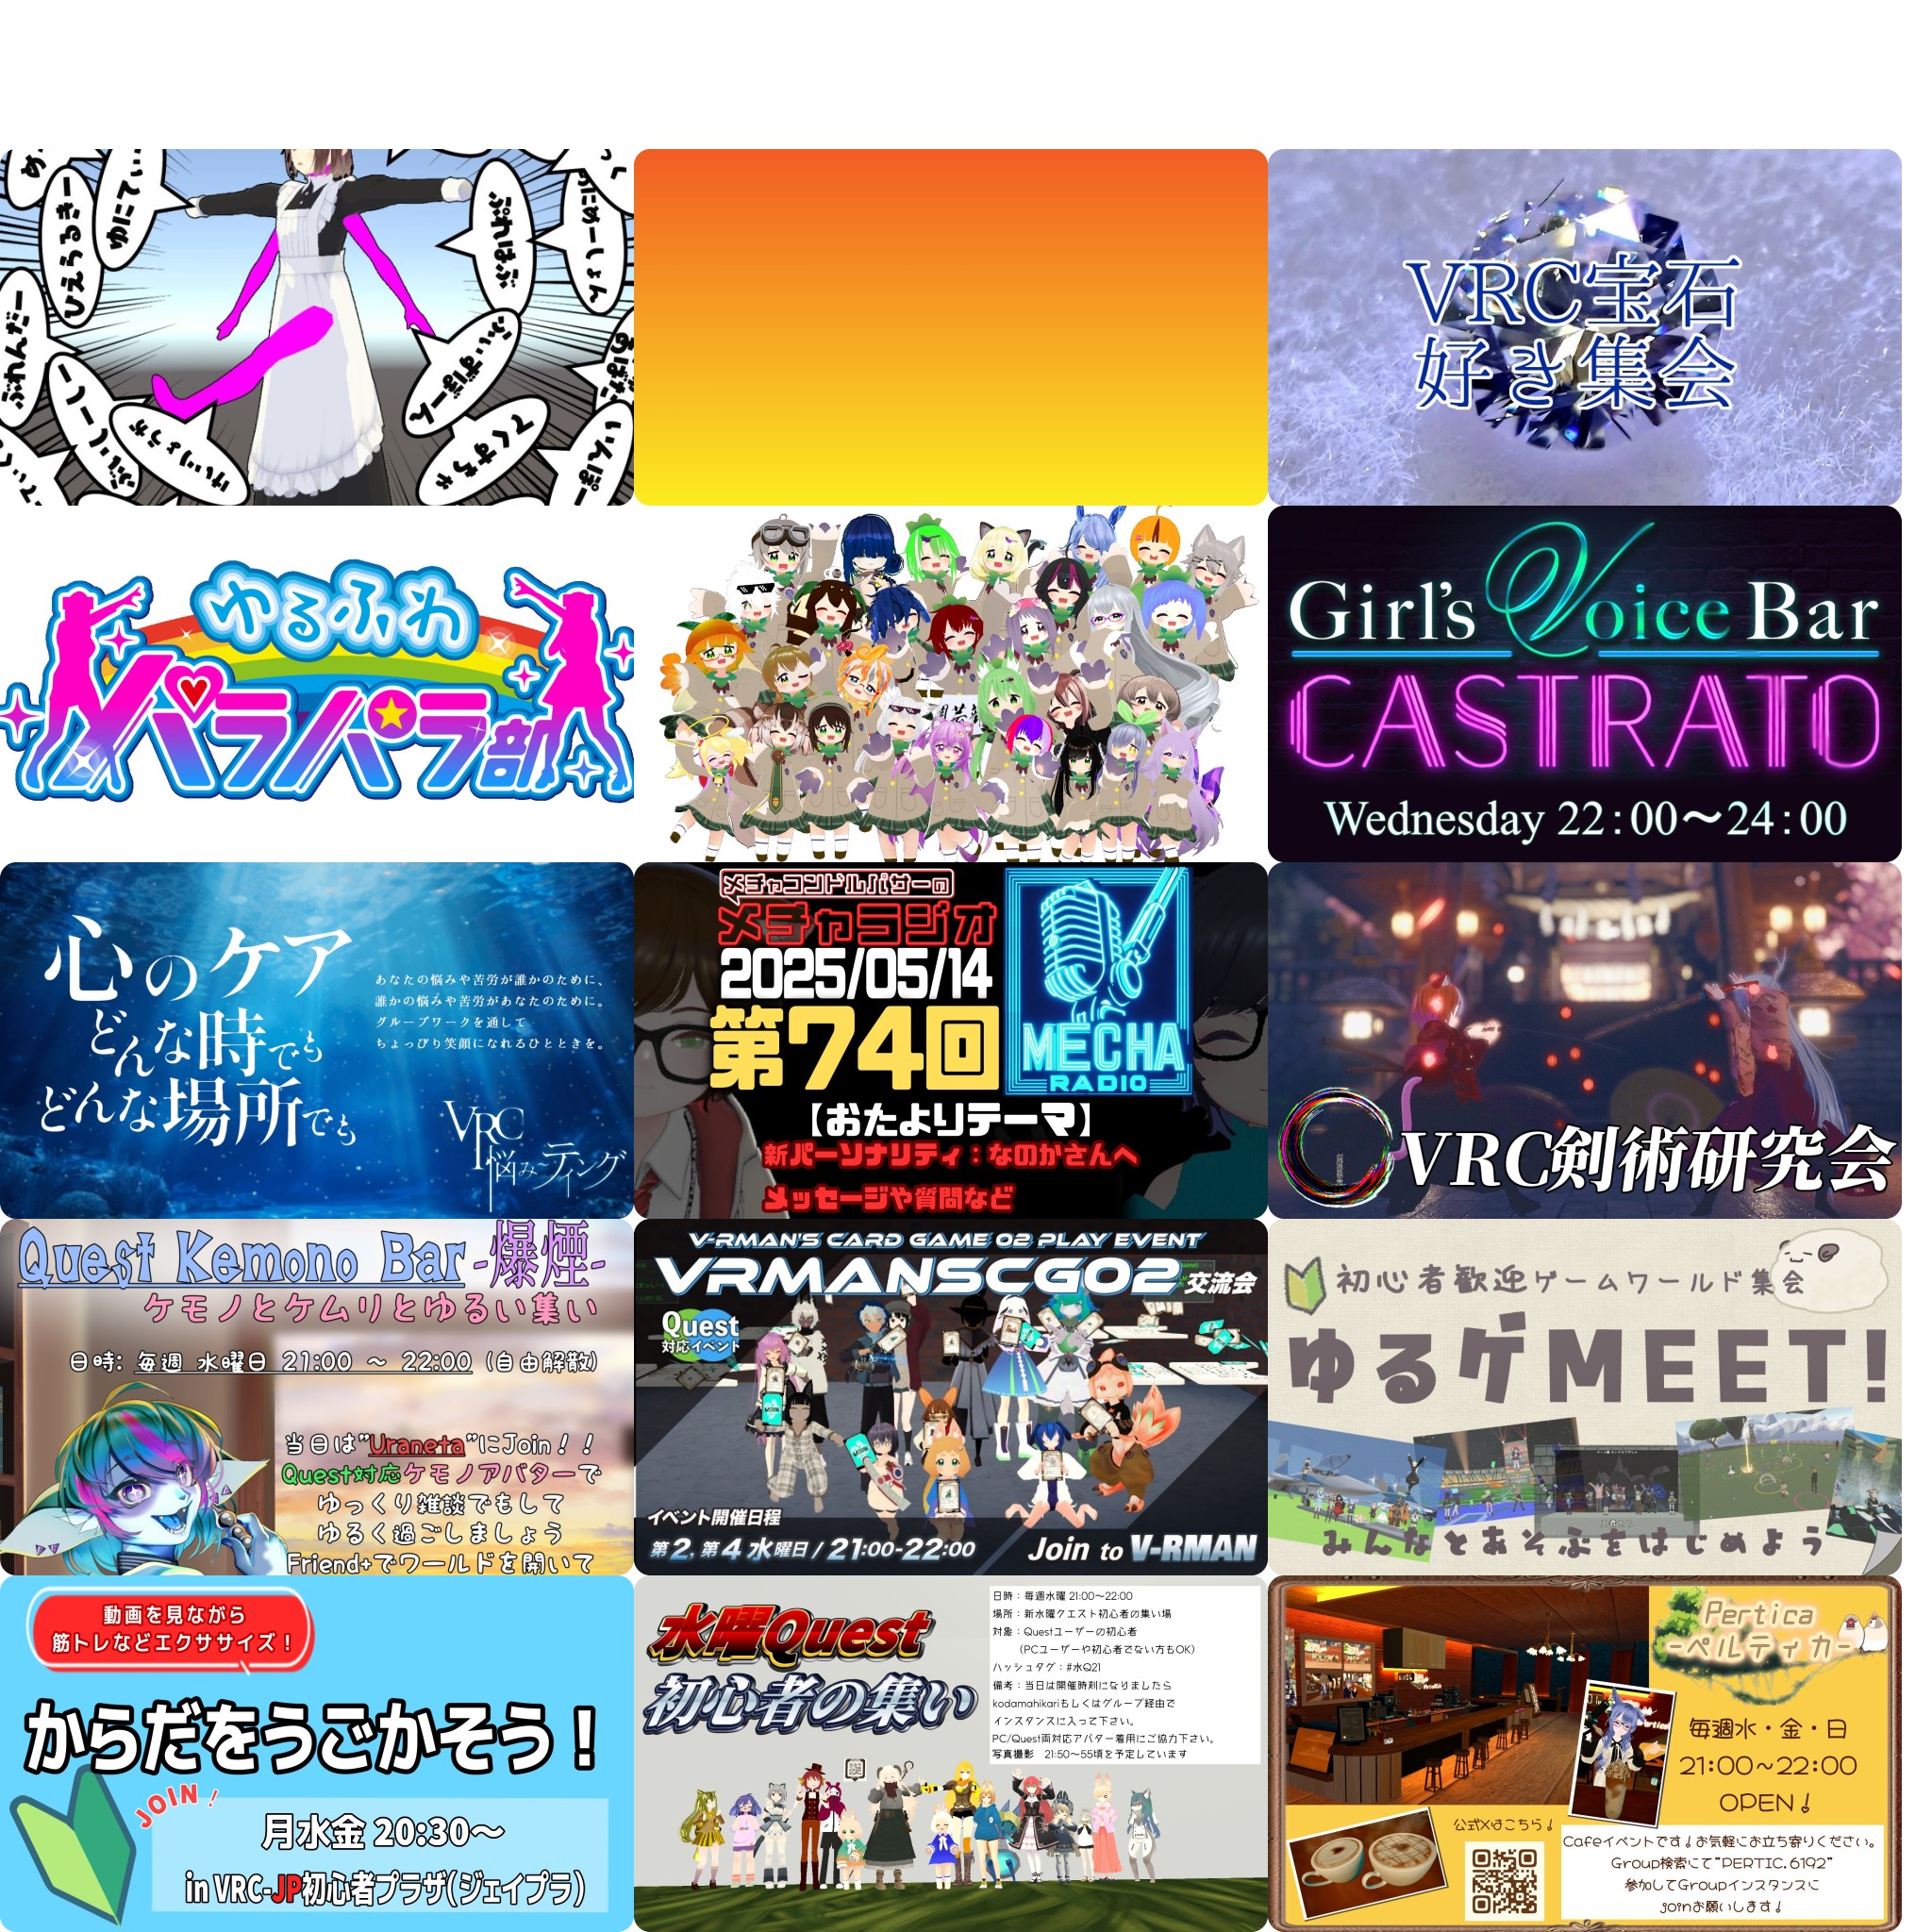 ひえらるきー
ゆにてぃ
ぶれんだー
けいりょうか
てくすちゃ
VRC宝石
好き集会
ゆるふわ
パラパラ部
Girl's Voice Bar
CASTRATO
Wednesday 22:00〜24:00
心のケア
どんな時でも
どんな場所でも
あなたの悩みや苦労が誰かのために、
誰かの悩みや苦労があなたのために。
グループワークを通して
ちょっぴり笑顔になれるひとときを。
VRC
悩み〜ティング
メチャコンドルバサーの
メチャラジオ
2025/05/14
第74回
MECHA
RADIO
【おたよりテーマ】
新パーソナリティ：なのかさんへ
メッセージや質問など
VRC剣術研究会
Quest Kemono Bar -爆煙-
ケモノとケムリとゆるい集い
日時: 毎週 水曜日 21:00 ～ 22:00 (自由解散)
当日は"Uraneta"にJoin！！
Quest対応ケモノアバターで
ゆっくり雑談でもして
ゆるく過ごしましょう
Friend+でワールドを開いて
V-RMAN'S CARD GAME 02 PLAY EVENT
VRMANSCG02 交流会
Quest
対応イベント
イベント開催日程
第2, 第4 水曜日 / 21:00-22:00
Join to V-RMAN
初心者歓迎ゲームワールド集会
ゆるゲMEET!
みんなとあそぶをはじめよう
動画を見ながら
筋トレなどエクササイズ！
からだをうごかそう！
JOIN!
月水金 20:30～
in VRC-JP初心者プラザ(ジェイプラ)
水曜Quest
初心者の集い
日時：毎週水曜 21:00～22:00
場所：新水曜クエスト初心者の集い場
対象：Questユーザーの初心者
(PCユーザーや初心者でない方もOK)
ハッシュタグ：#水Q21
備考：当日は開催時刻になりましたら
kodamahikariもしくはグループ経由で
インスタンスに入って下さい。
PC/Quest両対応アバター着用にご協力下さい。
写真撮影　21:50～55頃を予定しています
Pertica
-ペルティカ-
毎週水・金・日
21:00～22:00
OPEN！
公式Xはこちら！
Cafeイベントです！お気軽にお立ち寄りください。
Group検索にて"PERTIC.6192"
参加してGroupインスタンスに
joinお願いします！